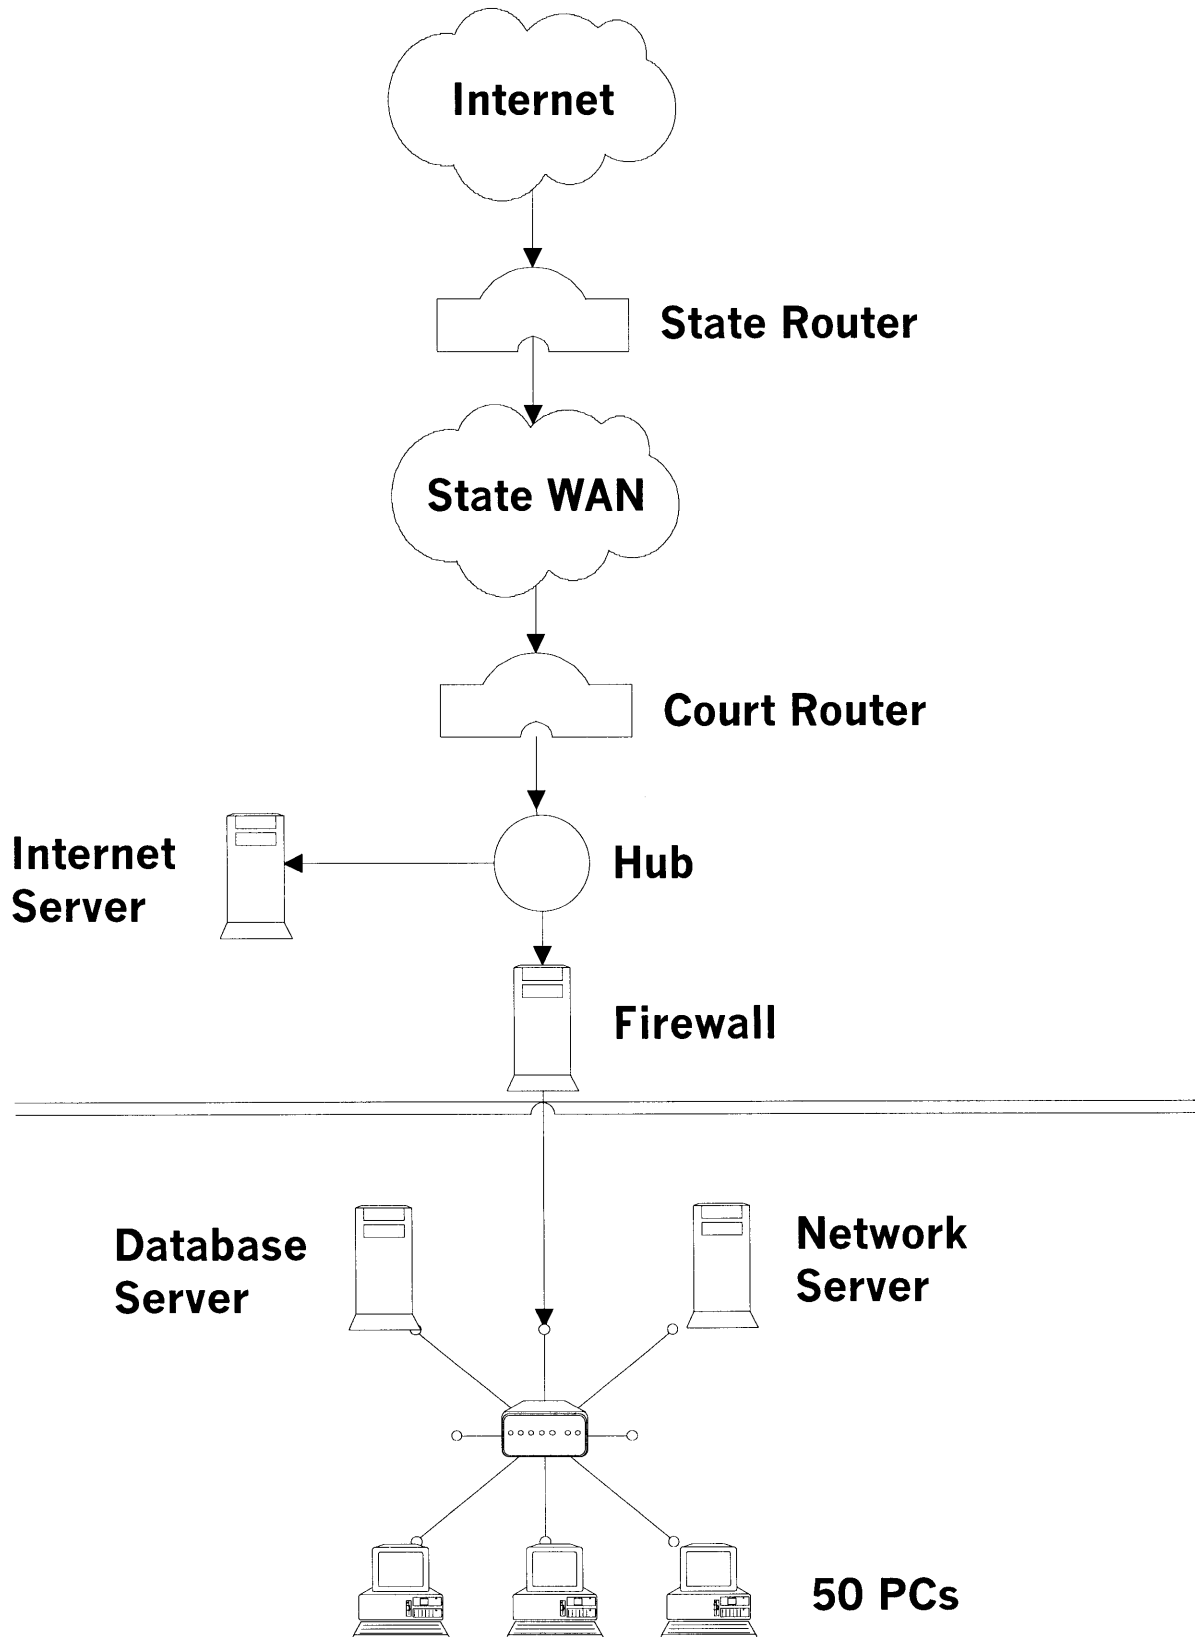 Internet
State Router
State WAN
Court Router
Internet
Server
Hub
Firewall
Database
Server
Network
Server
50 PCs